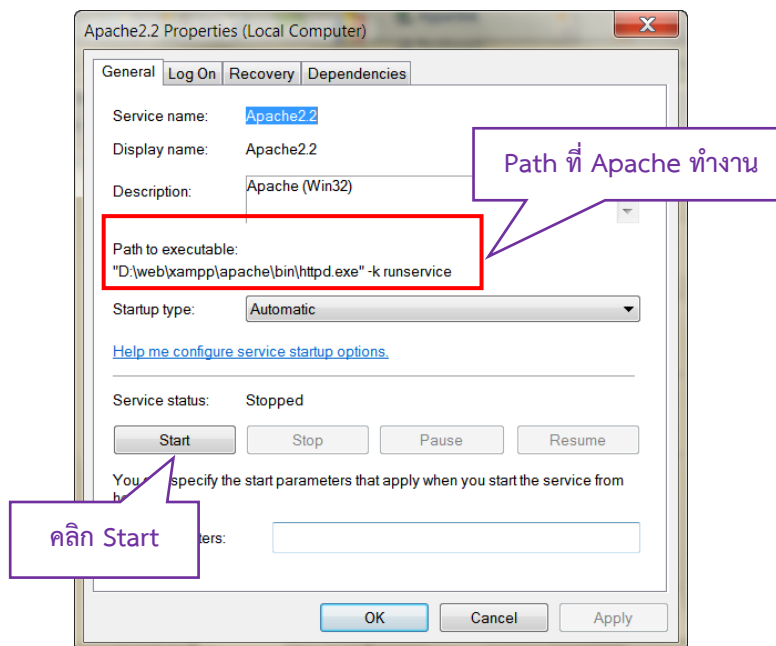 Apache2.2 Properties (Local Computer)
General Log On Recovery Dependencies
Service name: Apache2.2
Display name: Apache2.2
Path ที่ Apache ทำงาน
Description: Apache (Win32)
Path to executable:
"D:\web\xampp\apache\bin\httpd.exe" -k runservice
Startup type: Automatic
Help me configure service startup options.
Service status: Stopped
Start Stop Pause Resume
You specify the start parameters that apply when you start the service from
คลิก Start
OK Cancel Apply